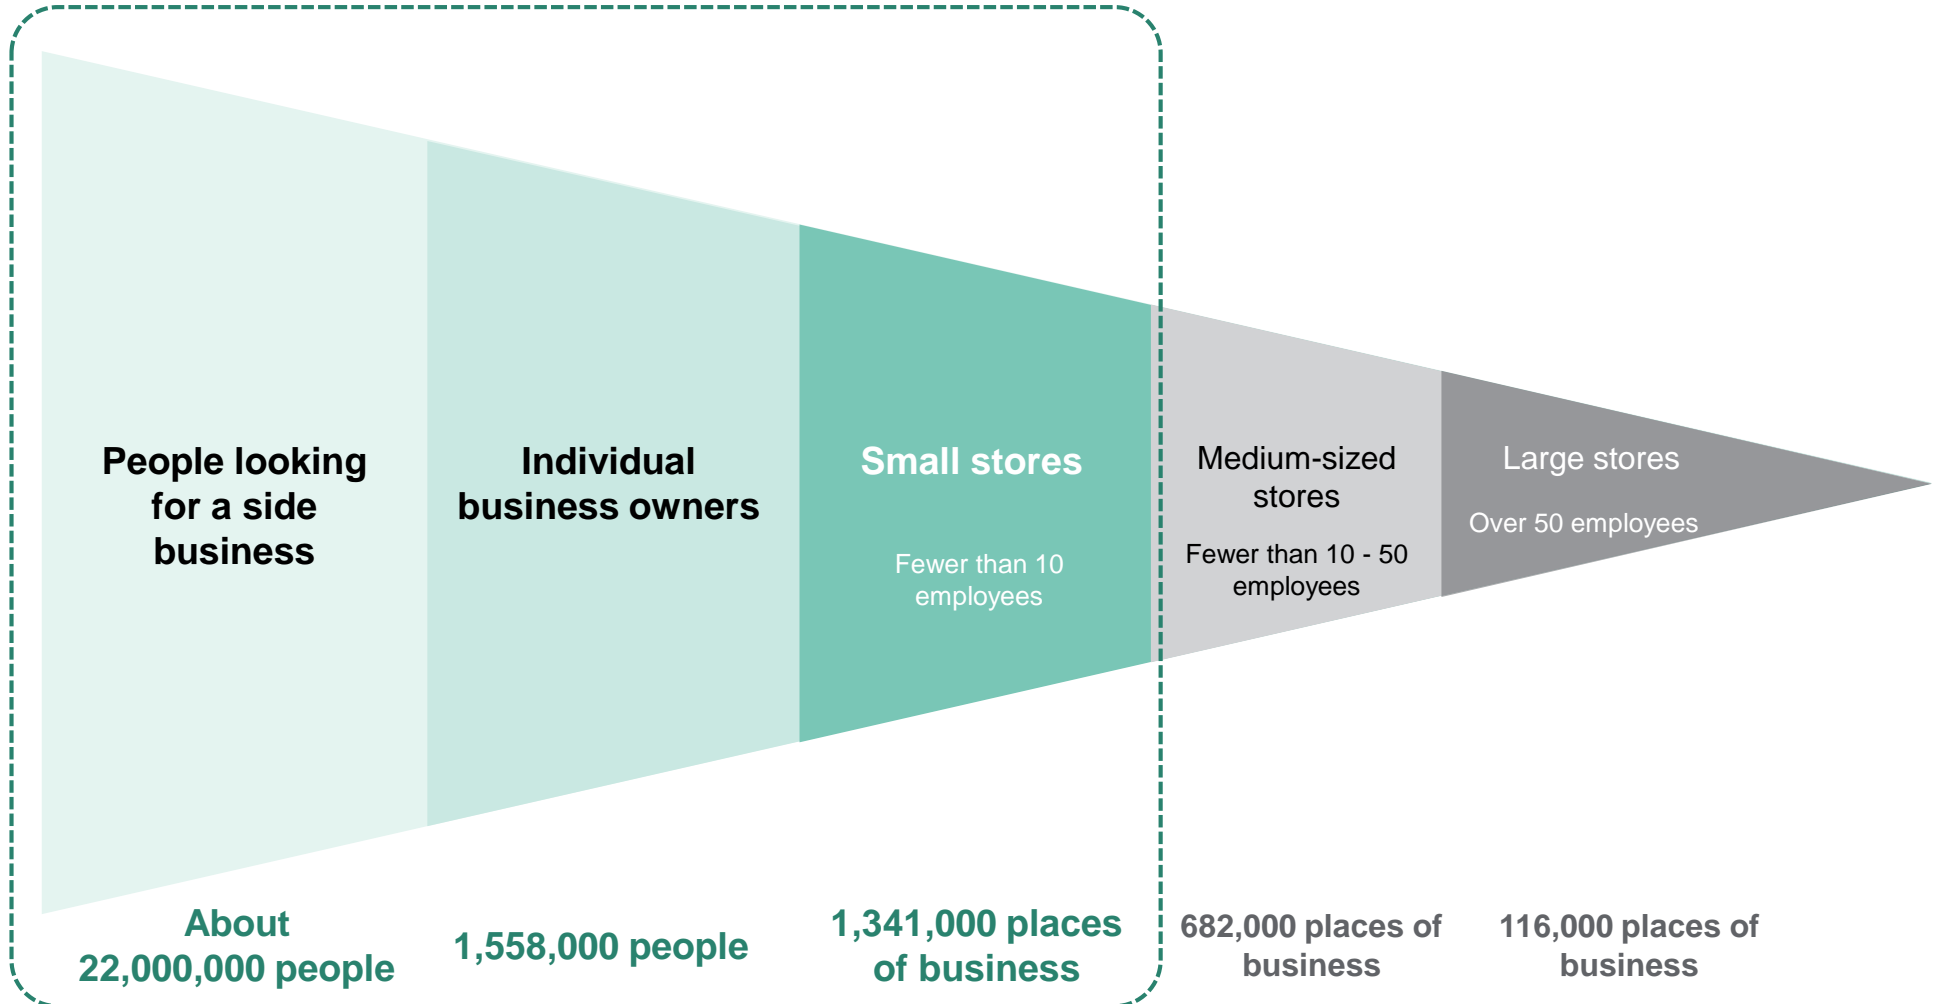 People looking
for a side
business
Individual
business owners
Small stores
Fewer than 10
employees
Medium-sized
stores
Fewer than 10 - 50
employees
Large stores
Over 50 employees
About
22,000,000 people
1,558,000 people
1,341,000 places
of business
682,000 places of
business
116,000 places of
business